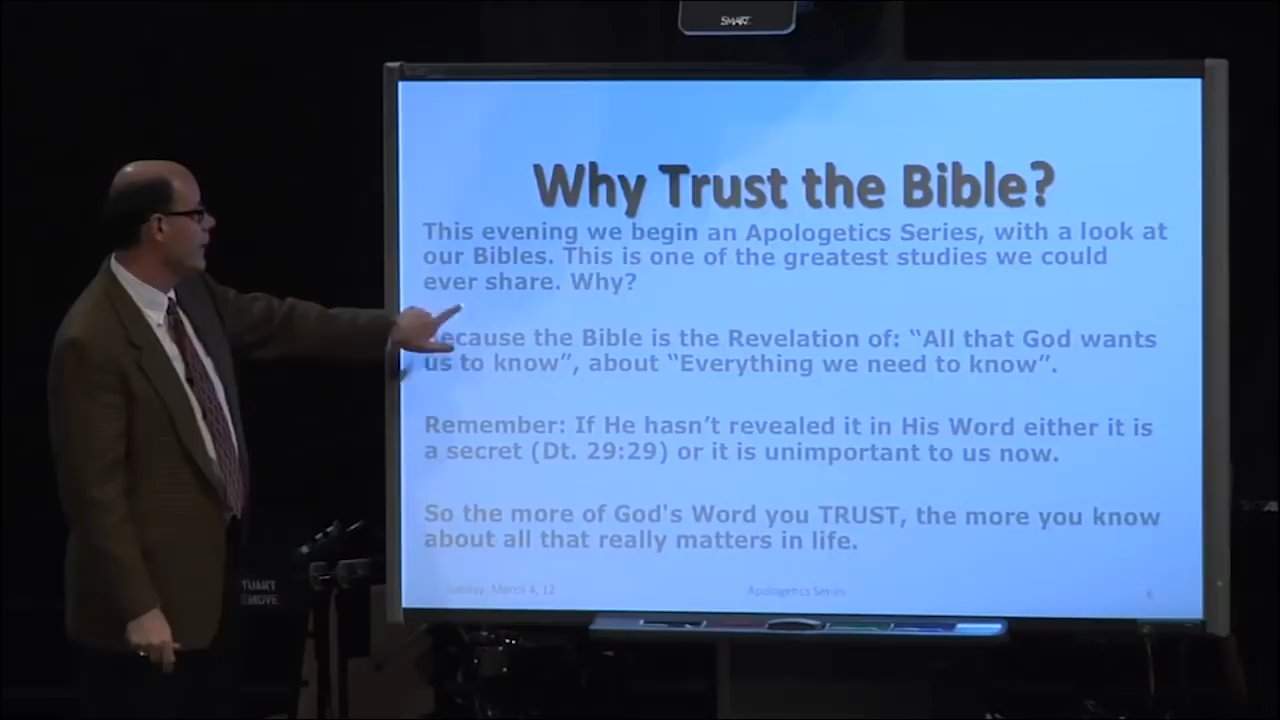 SMART
Why Trust the Bible?
This evening we begin an Apologetics Series, with a look at
our Bibles. This is one of the greatest studies we could
ever share. Why?
ecause the Bible is the Revelation of: “All that God wants
us to know”, about “Everything we need to know”.
Remember: If He hasn’t revealed it in His Word either it is
a secret (Dt. 29:29) or it is unimportant to us now.
So the more of God's Word you TRUST, the more you know
about all that really matters in life.
March 4, 12 Apologetics Series 6